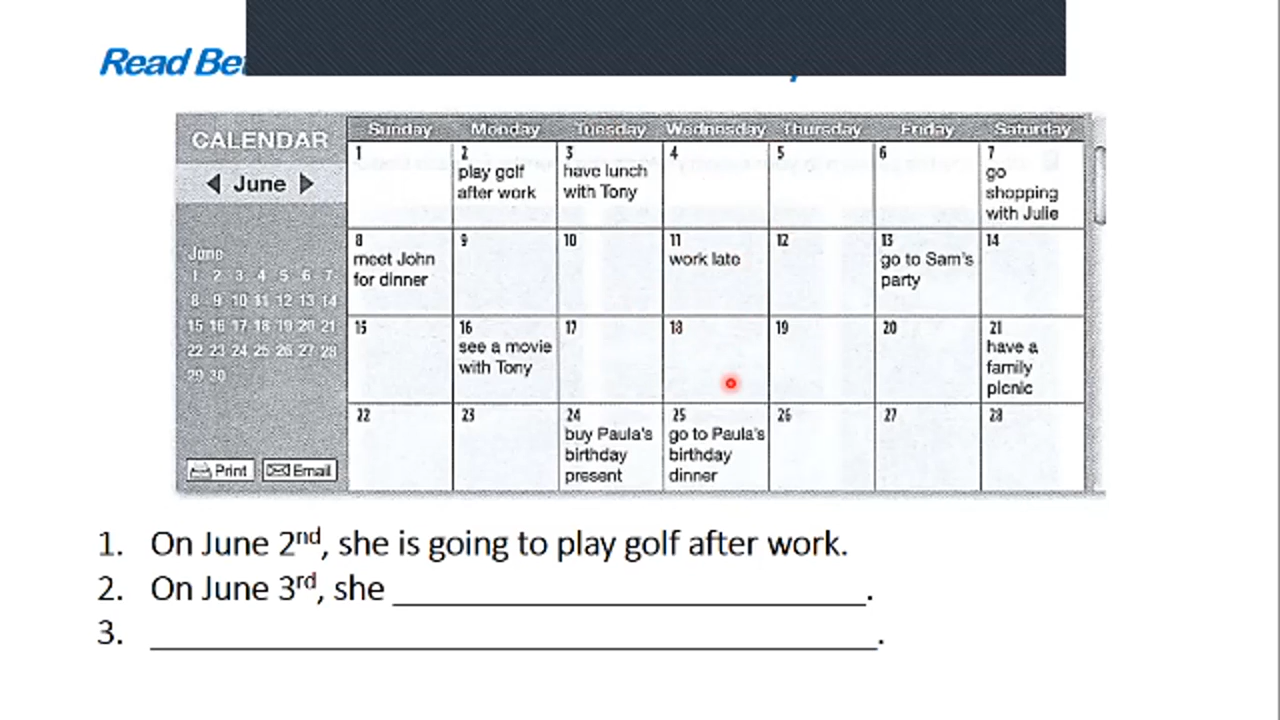 Read Be
CALENDAR
June
June
1 2 3 4 5 6 7
8 9 10 11 12 13 14
15 16 17 18 19 20 21
22 23 24 25 26 27 28
29 30
Print Email
Sunday Monday Tuesday Wednesday Thursday Friday Saturday
1
2 play golf after work
3 have lunch with Tony
4
5
6
7 go shopping with Julie
8 meet John for dinner
9
10
11 work late
12
13 go to Sam's party
14
15
16 see a movie with Tony
17
18
19
20
21 have a family picnic
22
23
24 buy Paula's birthday present
25 go to Paula's birthday dinner
26
27
28
1. On June 2nd, she is going to play golf after work.
2. On June 3rd, she ____________________.
3. ____________________.